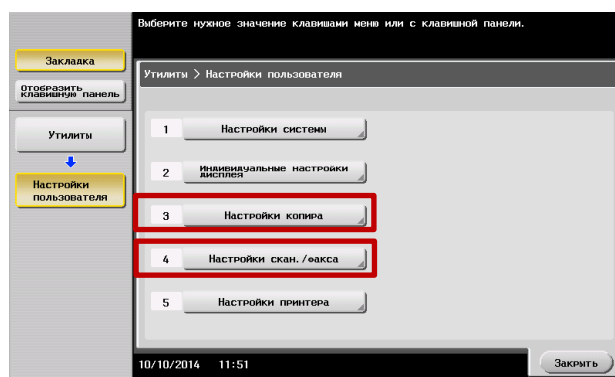 Выберите нужное значение клавишами меню или с клавишной панели.
Закладка
Отобразить
клавишную панель
Утилиты
Настройки
пользователя
Утилиты > Настройки пользователя
1 Настройки системы
2 Индивидуальные настройки
дисплея
3 Настройки копира
4 Настройки скан./факса
5 Настройки принтера
10/10/2014 11:51
Закрыть